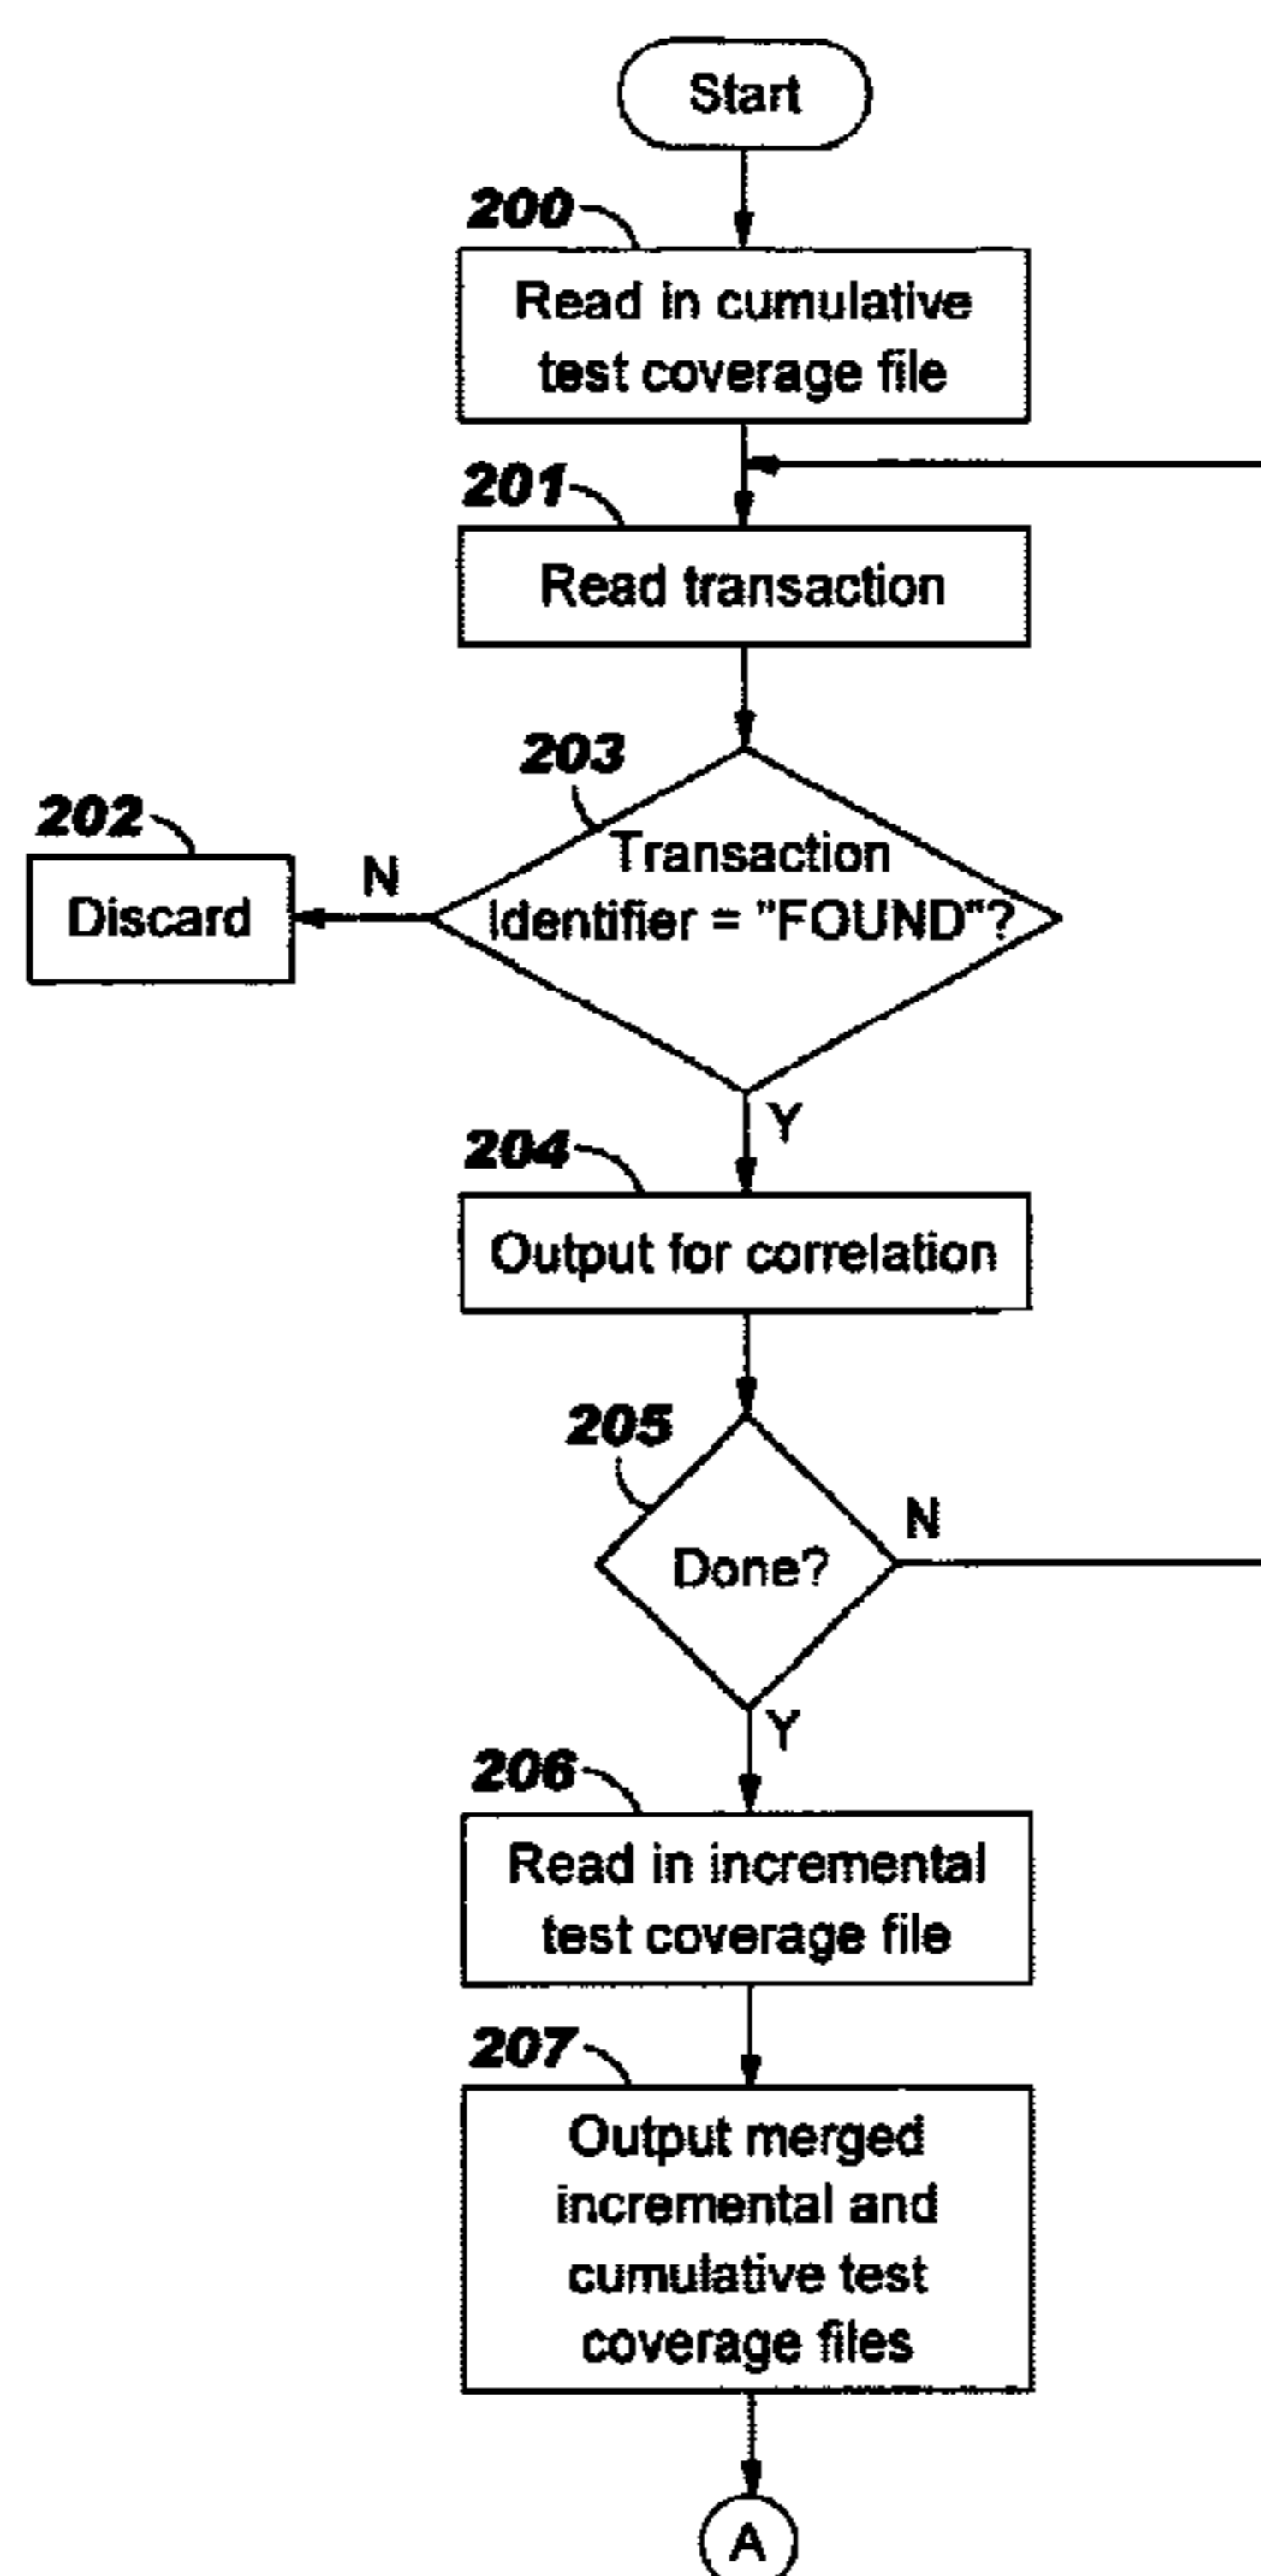 Start
200
Read in cumulative
test coverage file
201
Read transaction
203
202
Transaction
Identifier = "FOUND"?
N
Discard
Y
204
Output for correlation
205
N
Done?
Y
206
Read in incremental
test coverage file
207
Output merged
incremental and
cumulative test
coverage files
A